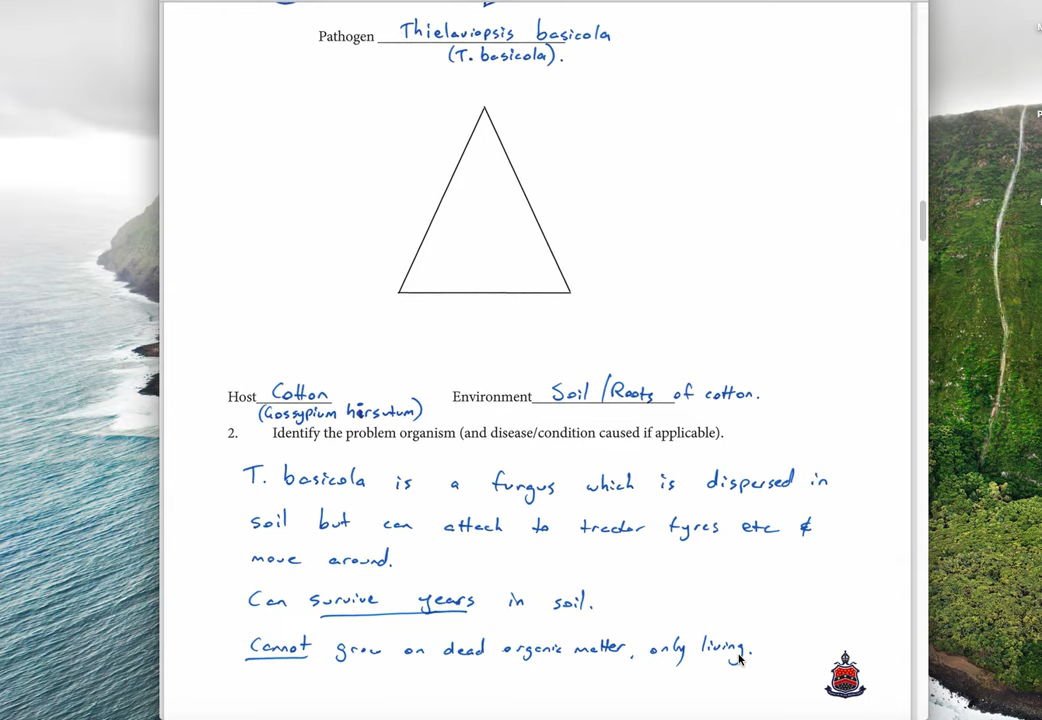 Pathogen Thielaviopsis basicola
(T. basicola).
Host Cotton
(Gossypium hirsutum)
Environment Soil / Roots of cotton.
2. Identify the problem organism (and disease/condition caused if applicable).
T. basicola is a fungus which is dispersed in
soil but can attach to tractor tyres etc &
move around.
Can survive years in soil.
Cannot grow on dead organic matter, only living.